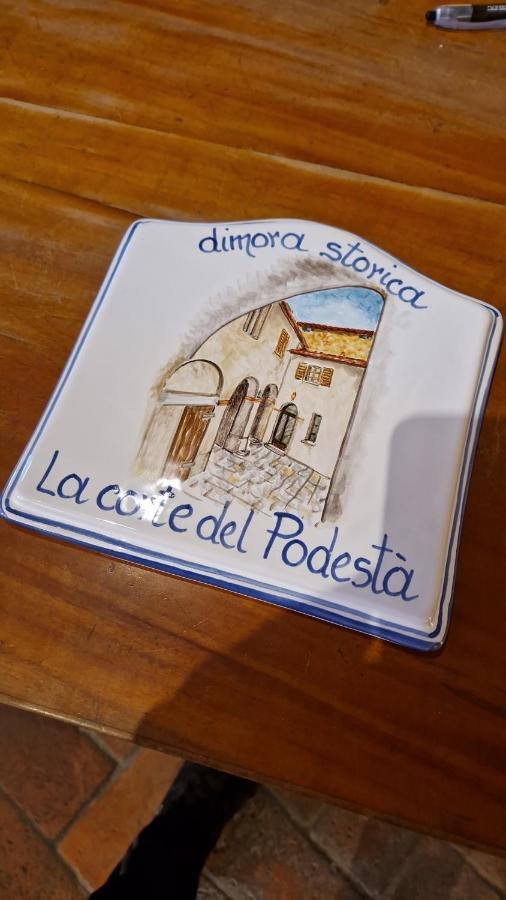 dimora storica
La corte del Podestà